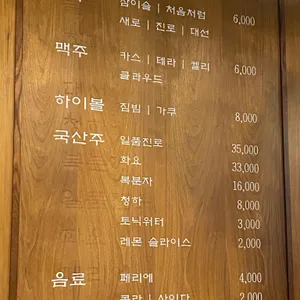 참이슬 | 처음처럼
새로 | 진로 | 대선 6,000
맥주 카스 | 테라 | 켈리
클라우드 6,000
하이볼 짐빔 | 가쿠 8,000
국산주 일품진로 35,000
화요 33,000
복분자 16,000
청하 8,000
토닉워터 3,000
레몬 슬라이스 2,000
음료 페리에 4,000
콜라 | 사이다 2,000